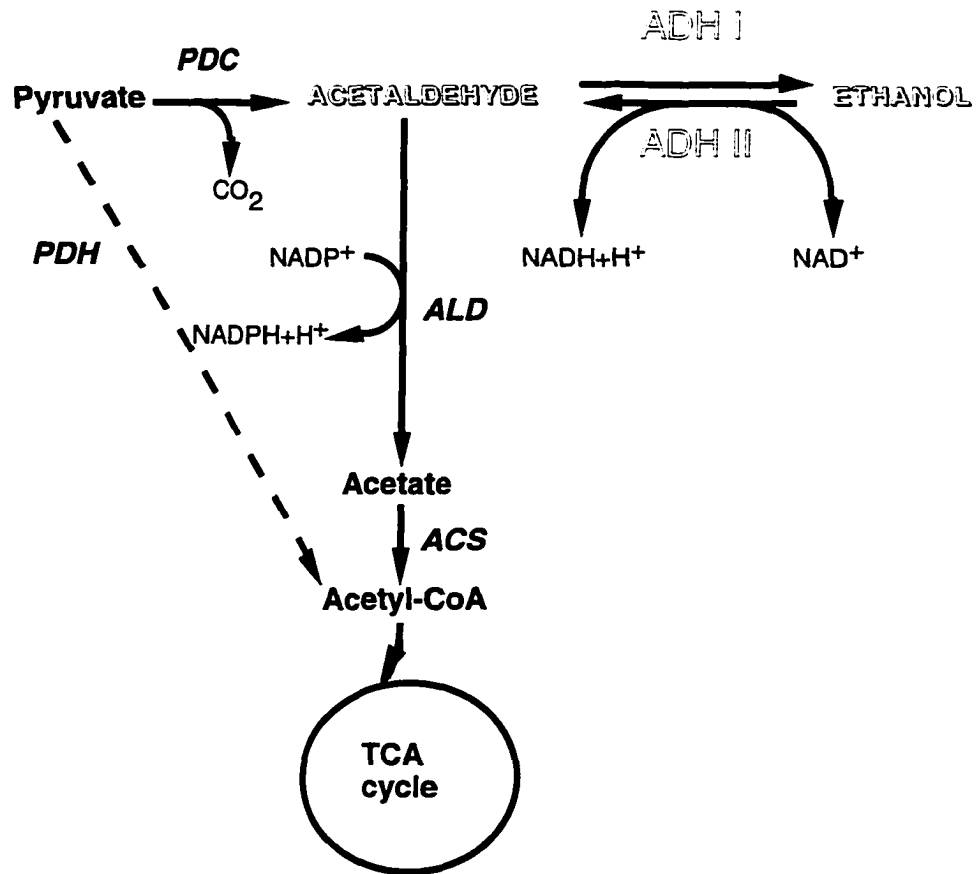 ADH I
PDC
Pyruvate
ACETALDEHYDE
ETHANOL
ADH II
CO2
PDH
NADP+
NADH+H+
NAD+
ALD
NADPH+H+
Acetate
ACS
Acetyl-CoA
TCA
cycle